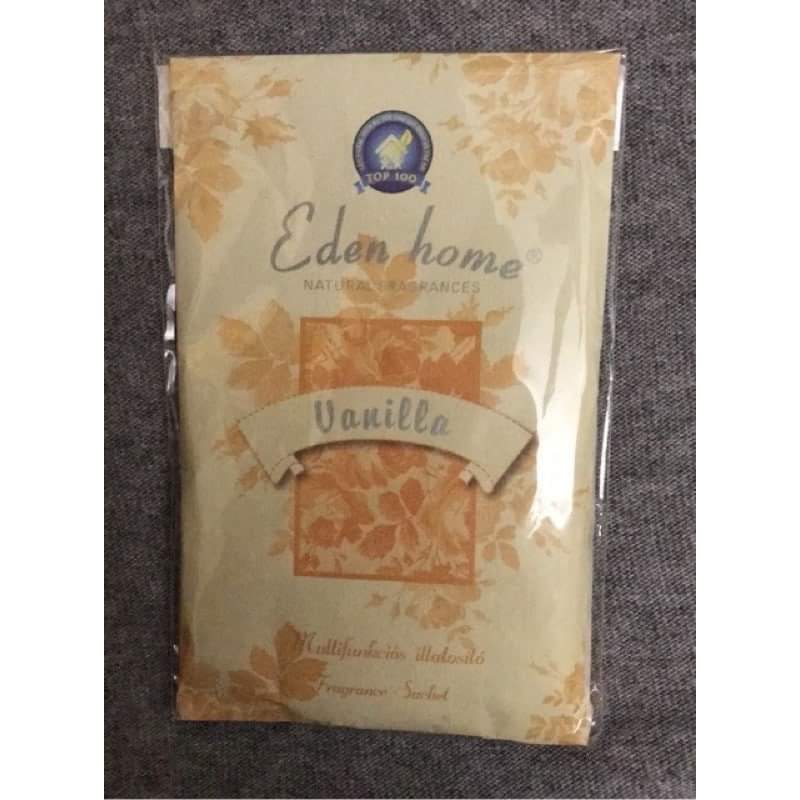 TOP 100
Eden home®
NATURAL FRAGRANCES
Vanilla
Multifunkciós illatosító
Fragrance Sachet